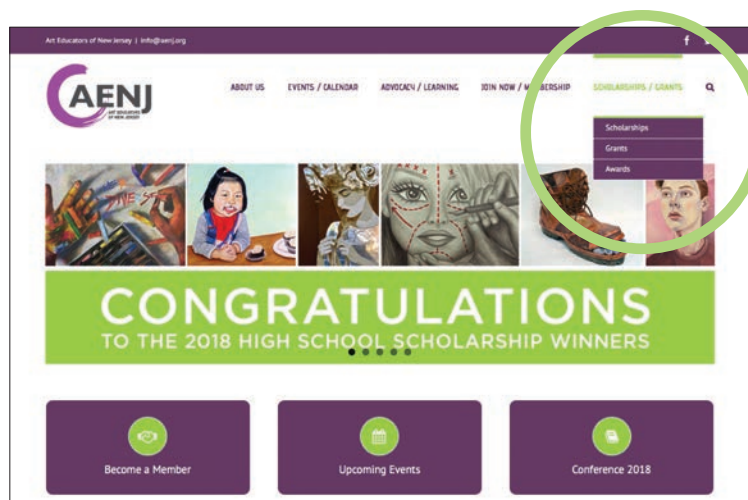 Art Educators of New Jersey | info@aenj.org
AENJ
ART EDUCATORS
OF NEW JERSEY
ABOUT US
EVENTS / CALENDAR
ADVOCACY / LEARNING
JOIN NOW / MEMBERSHIP
SCHOLARSHIPS / GRANTS
Scholarships
Grants
Awards
CONGRATULATIONS
TO THE 2018 HIGH SCHOOL SCHOLARSHIP WINNERS
Become a Member
Upcoming Events
Conference 2018